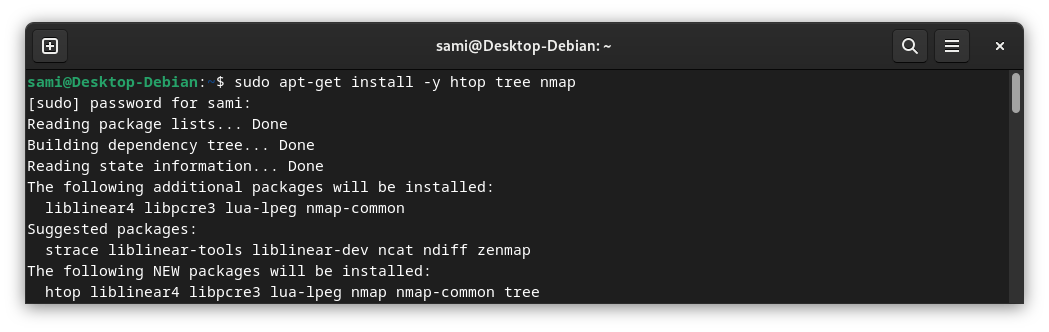 sami@Desktop-Debian: ~
sami@Desktop-Debian:~$ sudo apt-get install -y htop tree nmap
[sudo] password for sami:
Reading package lists... Done
Building dependency tree... Done
Reading state information... Done
The following additional packages will be installed:
  liblinear4 libpcre3 lua-lpeg nmap-common
Suggested packages:
  strace liblinear-tools liblinear-dev ncat ndiff zenmap
The following NEW packages will be installed:
  htop liblinear4 libpcre3 lua-lpeg nmap nmap-common tree